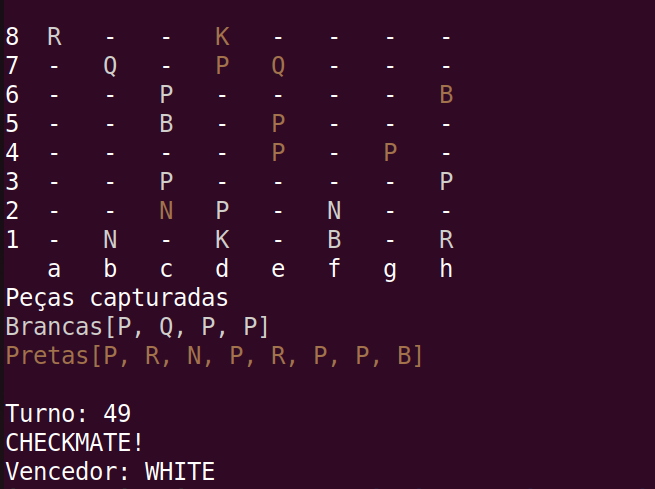 8 R - - K - - - -
7 - Q - P Q - - -
6 - - P - - - - B
5 - - B - P - - -
4 - - - - P - P -
3 - - P - - - - P
2 - - N P - N - -
1 - N - K - B - R
a b c d e f g h
Peças capturadas
Brancas[P, Q, P, P]
Pretas[P, R, N, P, R, P, P, B]
Turno: 49
CHECKMATE!
Vencedor: WHITE